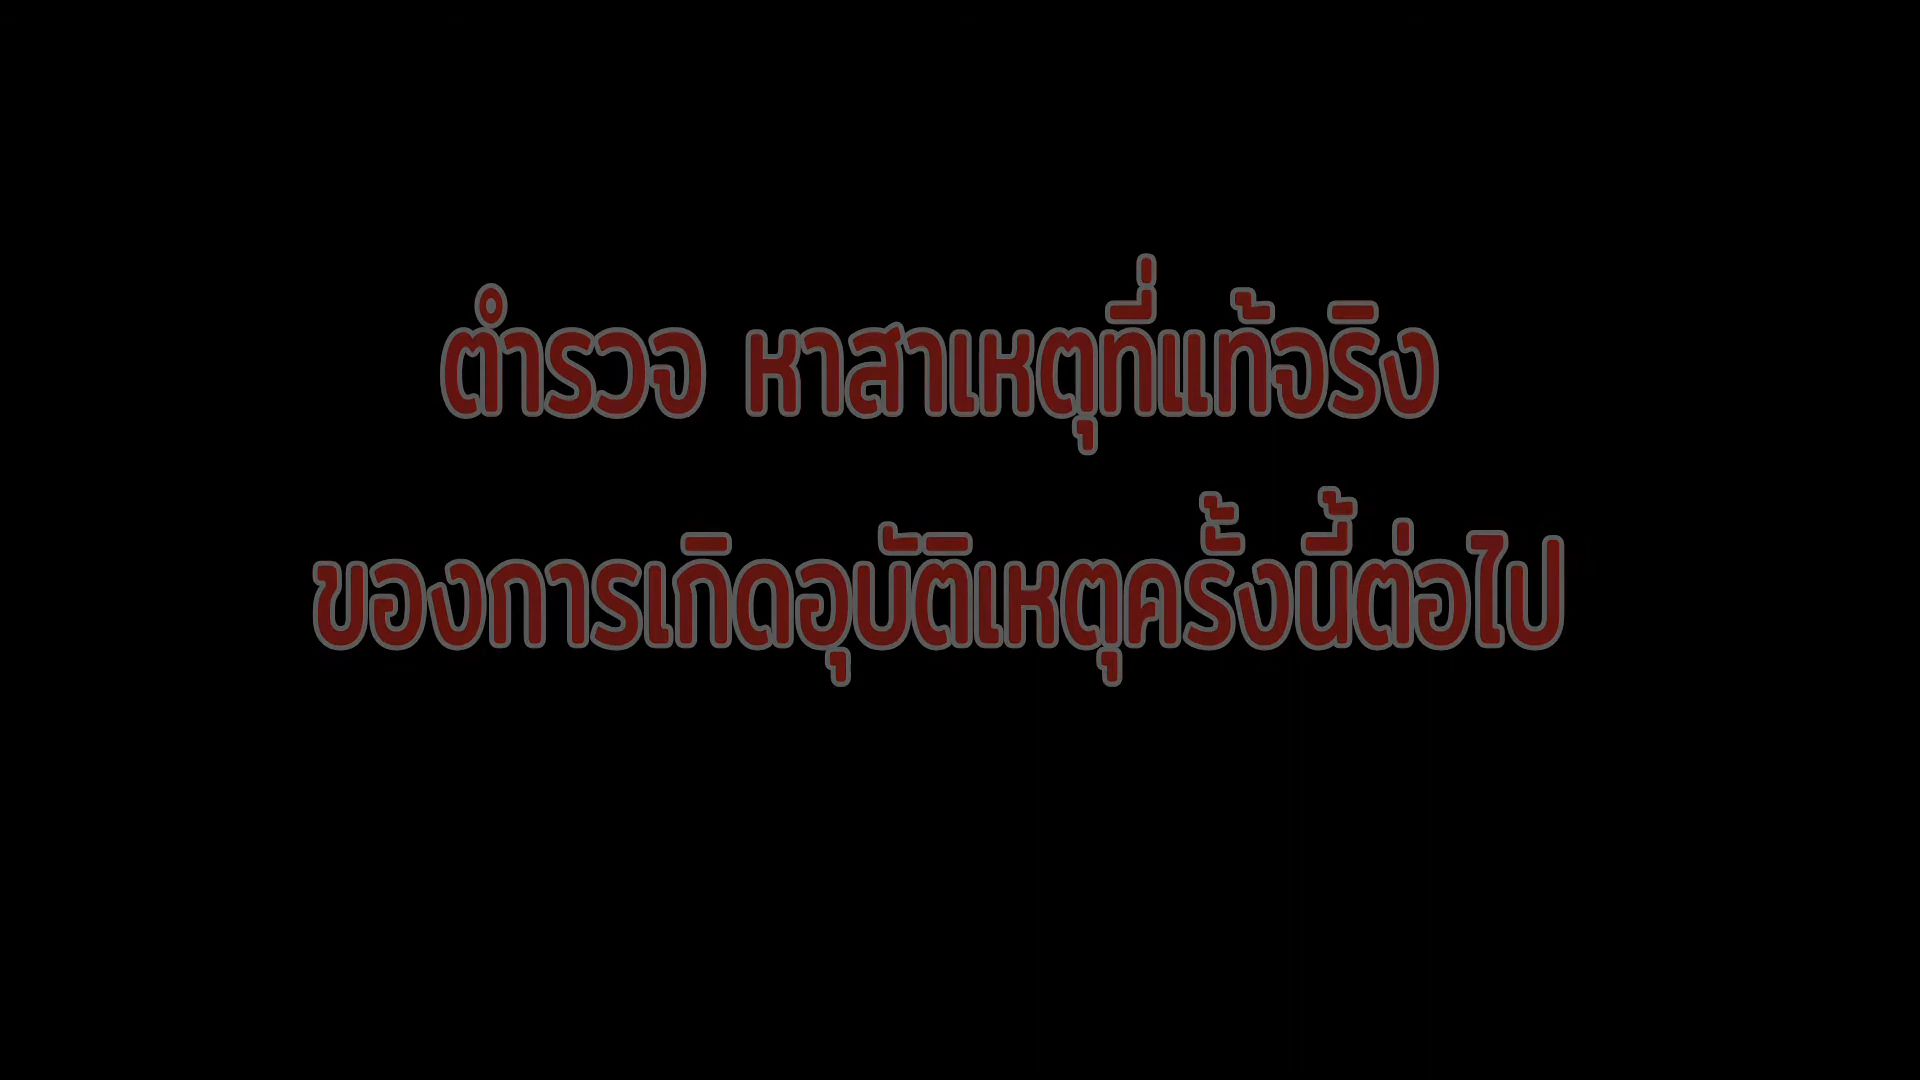 ตำรวจ หาสาเหตุที่แท้จริง
ของการเกิดอุบัติเหตุครั้งนี้ต่อไป